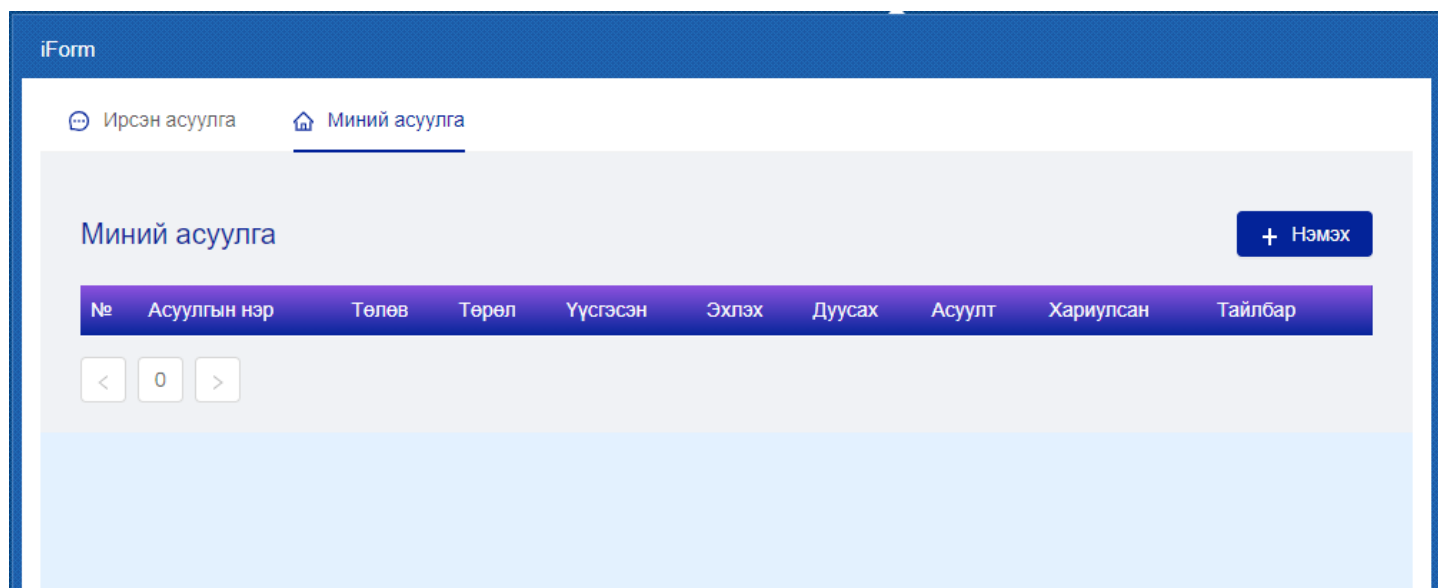 iForm
Ирсэн асуулга Миний асуулга
Миний асуулга + Нэмэх
№ Асуулгын нэр Төлөв Төрөл Үүсгэсэн Эхлэх Дуусах Асуулт Хариулсан Тайлбар
< 0 >